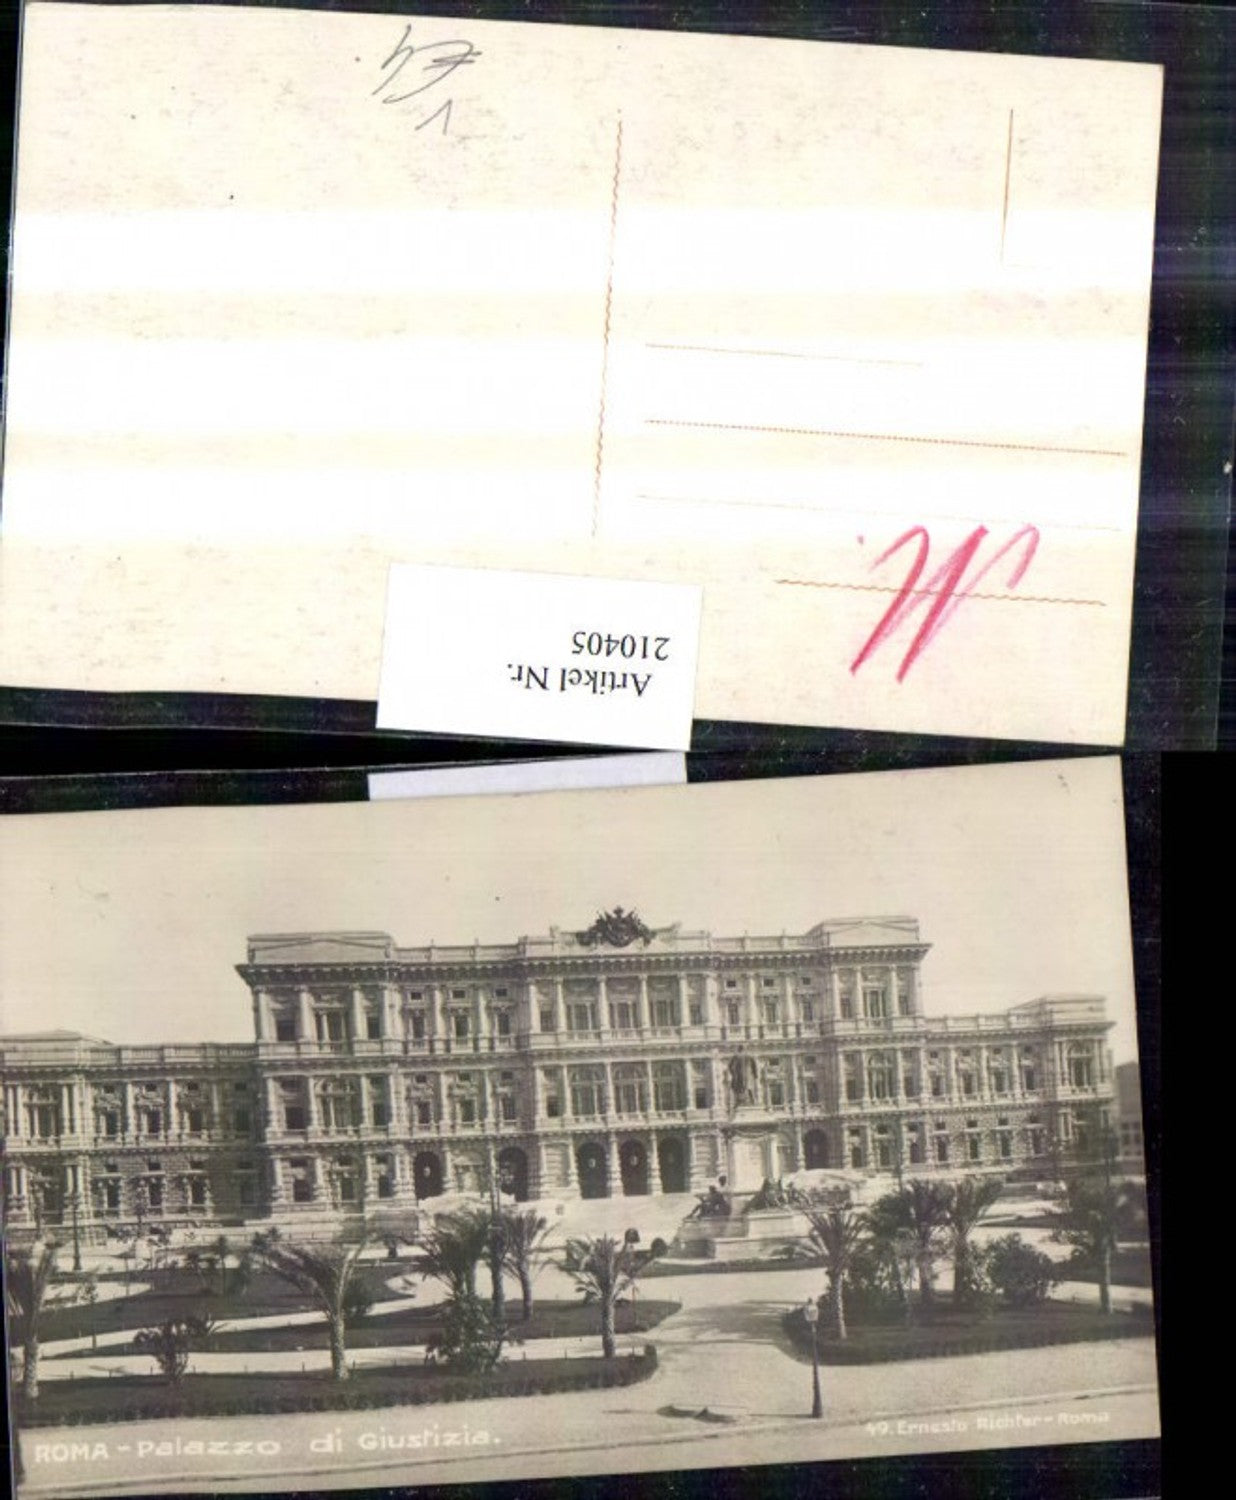 Artikel Nr.
210405
ROMA - Palazzo di Giustizia.
49. Ernesto Richter - Roma